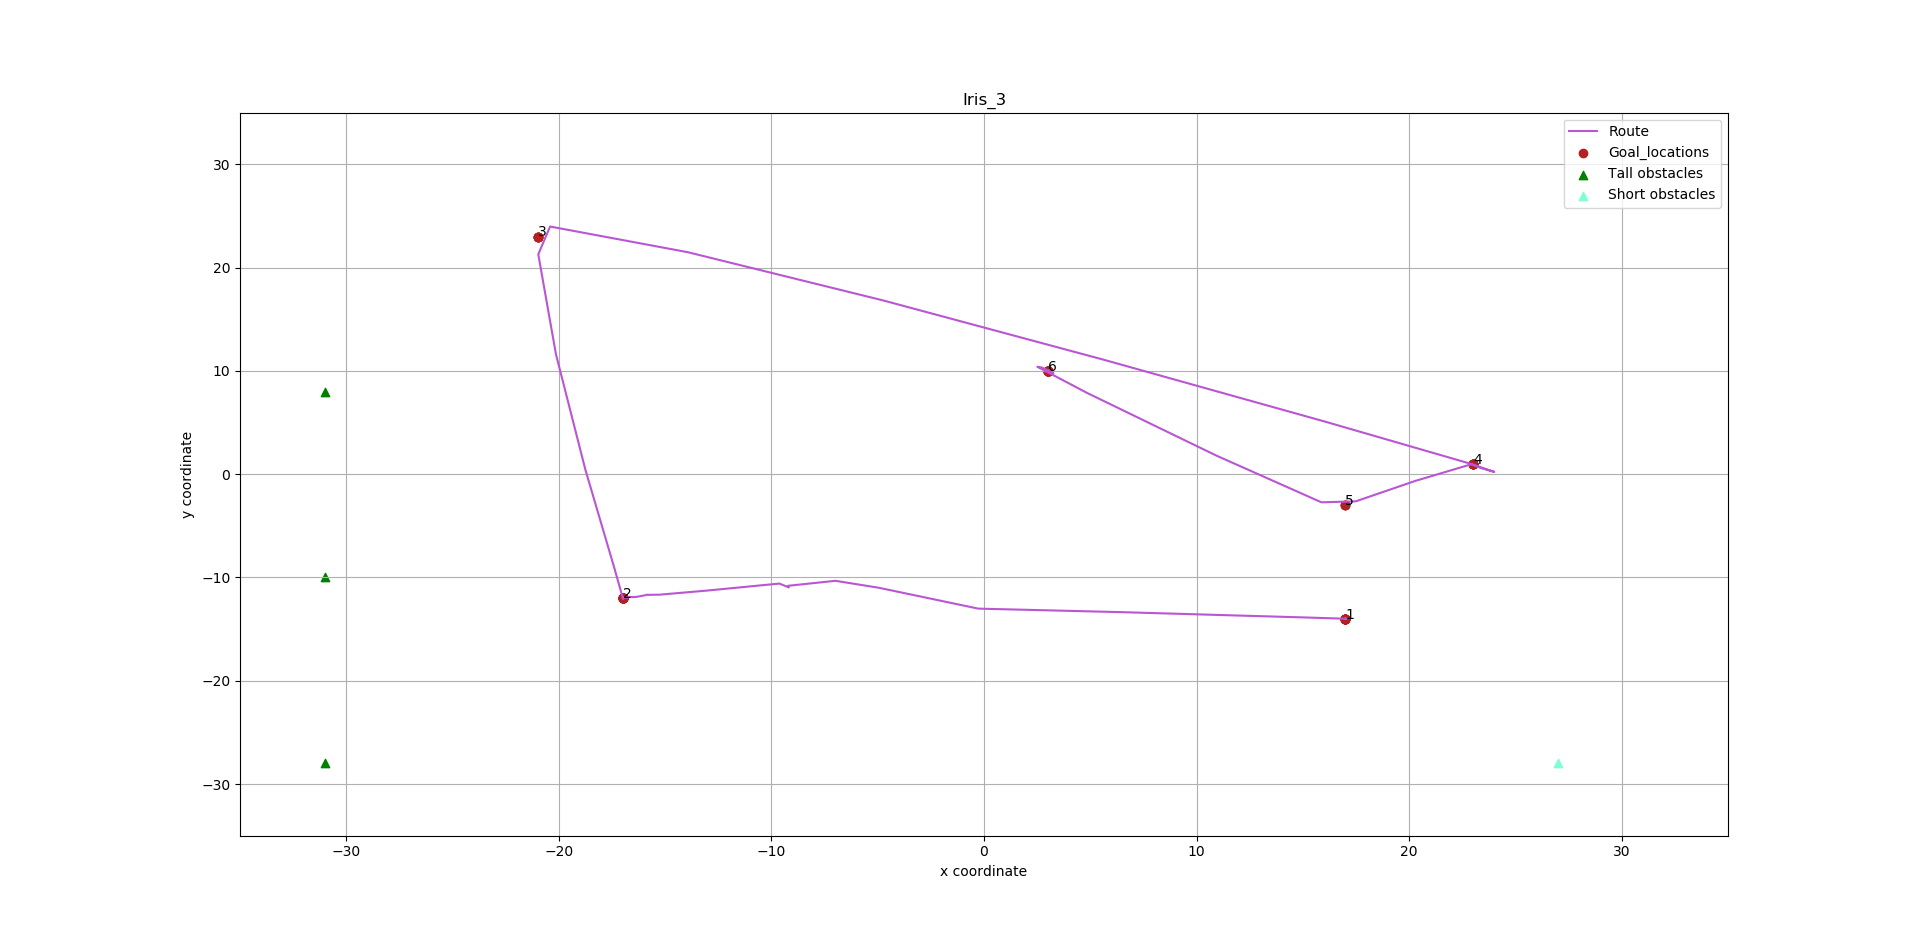 Iris_3
Route
Goal_locations
Tall obstacles
Short obstacles
30
20
10
0
−10
−20
−30
y coordinate
3
6
4
5
2
1
−30
−20
−10
0
10
20
30
x coordinate